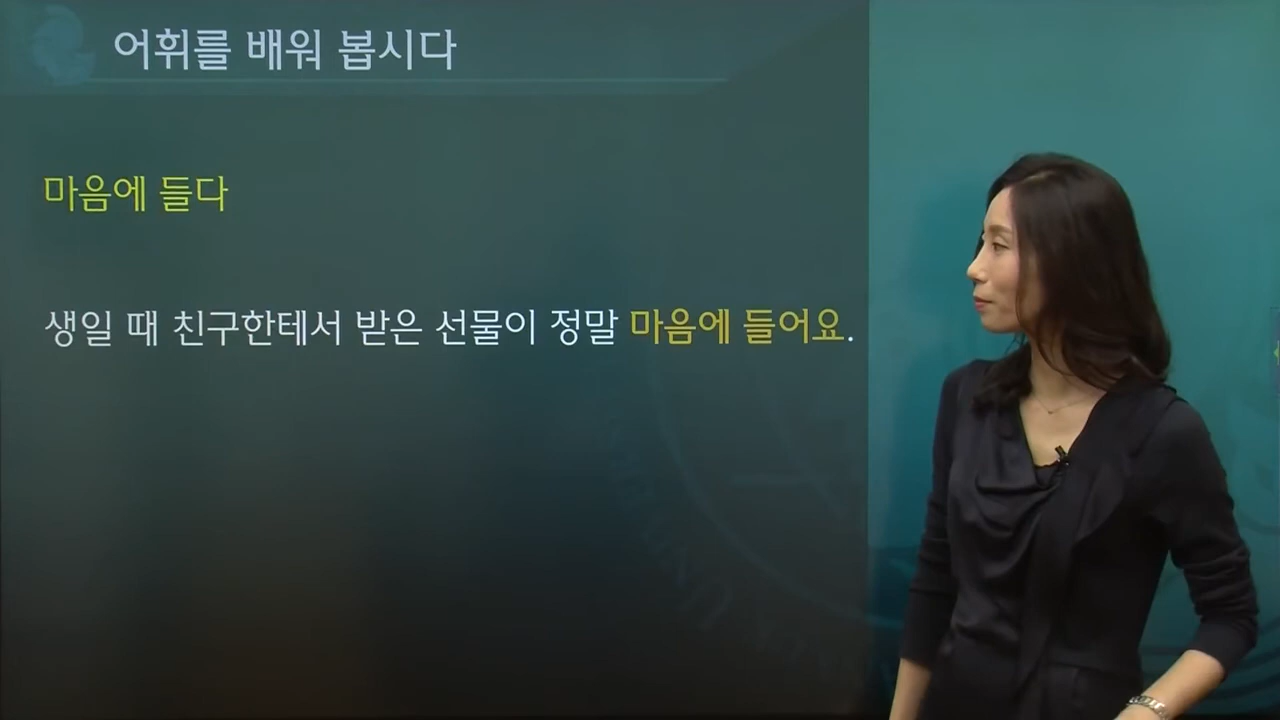 어휘를 배워 봅시다
마음에 들다
생일 때 친구한테서 받은 선물이 정말 마음에 들어요.